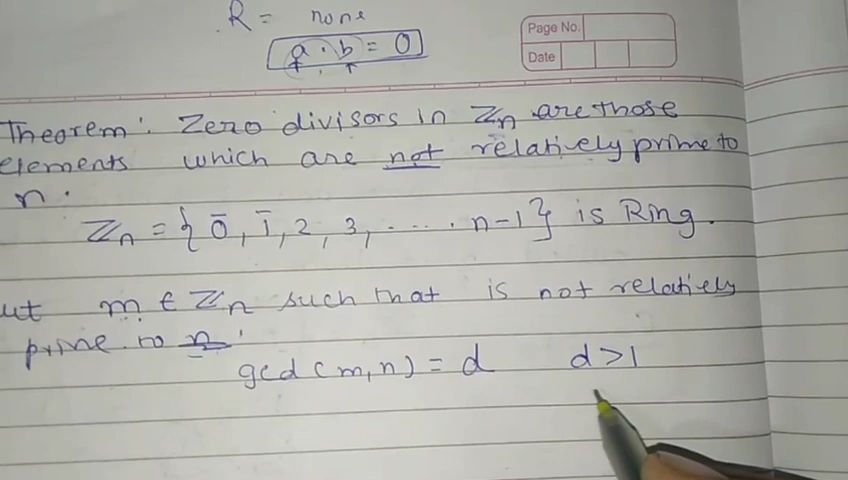 R = none
a · b = 0
Page No.
Date
Theorem: Zero divisors in Zn are those
elements which are not relatively prime to
n.
Zn = { 0̄, 1̄, 2, 3, ..... n-1 } is Ring.
ut m ∈ Zn such that is not relatively
prime to n.
gcd (m, n) = d d > 1